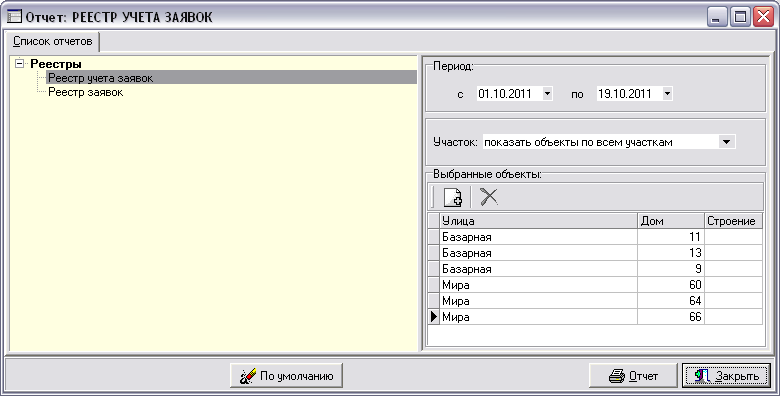 Отчет: РЕЕСТР УЧЕТА ЗАЯВОК
Список отчетов
Реестры
Реестр учета заявок
Реестр заявок
Период:
с 01.10.2011 по 19.10.2011
Участок: показать объекты по всем участкам
Выбранные объекты:
Улица Дом Строение
Базарная 11
Базарная 13
Базарная 9
Мира 60
Мира 64
Мира 66
По умолчанию Отчет Закрыть